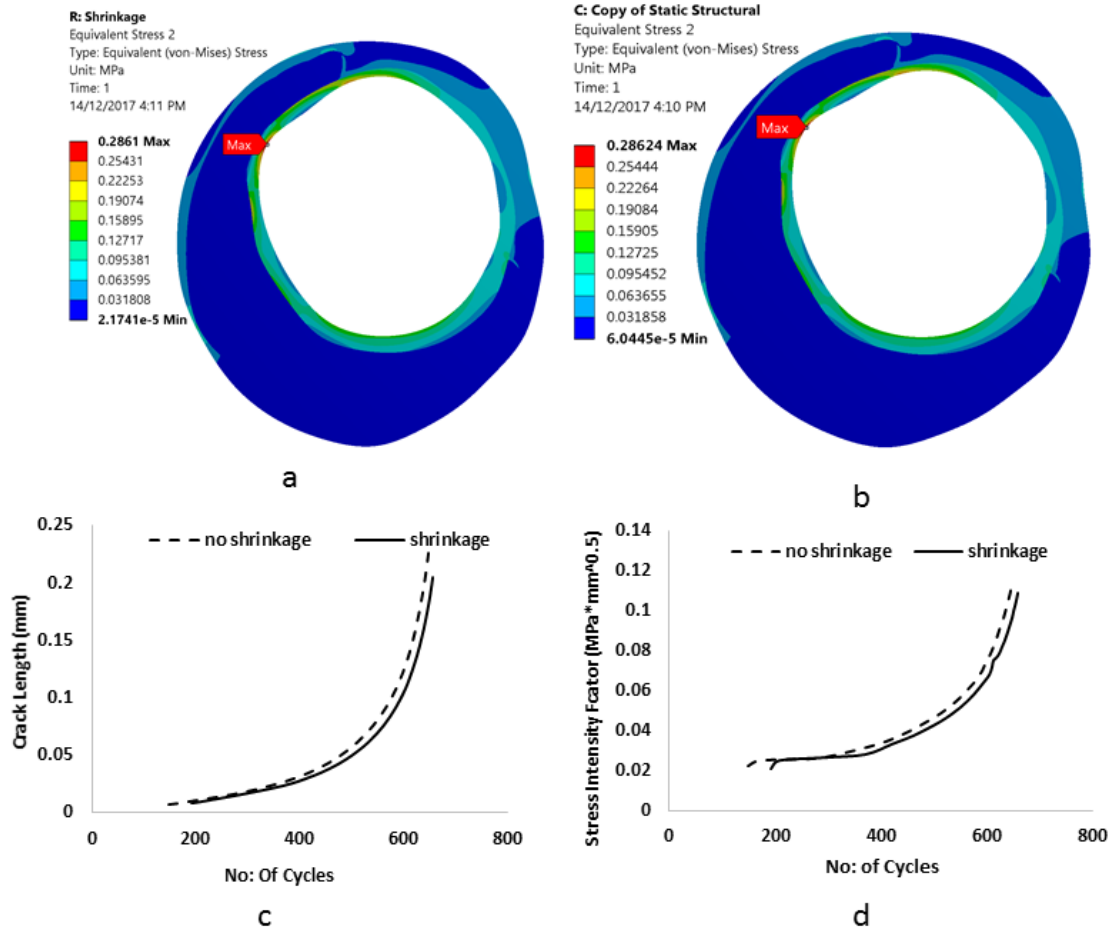 R: Shrinkage
Equivalent Stress 2
Type: Equivalent (von-Mises) Stress
Unit: MPa
Time: 1
14/12/2017 4:11 PM
0.2861 Max
0.25431
0.22253
0.19074
0.15895
0.12717
0.095381
0.063595
0.031808
2.1741e-5 Min
Max
a
C: Copy of Static Structural
Equivalent Stress 2
Type: Equivalent (von-Mises) Stress
Unit: MPa
Time: 1
14/12/2017 4:10 PM
0.28624 Max
0.25444
0.22264
0.19084
0.15905
0.12725
0.095452
0.063655
0.031858
6.0445e-5 Min
Max
b
0.25
0.2
0.15
0.1
0.05
0
Crack Length (mm)
no shrinkage
shrinkage
0 200 400 600 800
No: Of Cycles
c
0.14
0.12
0.1
0.08
0.06
0.04
0.02
0
Stress Intensity Fcator (MPa*mm^0.5)
no shrinkage
shrinkage
0 200 400 600 800
No: of Cycles
d